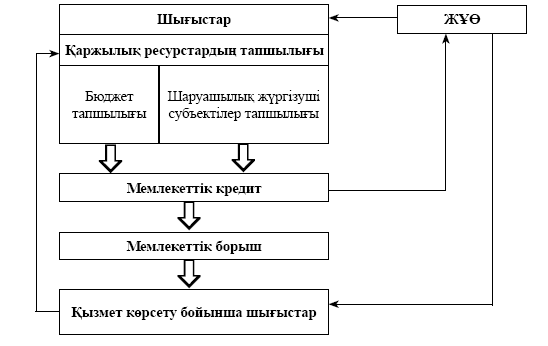 Шығыстар
ЖҰӨ
Қаржылық ресурстардың тапшылығы
Бюджет
тапшылығы
Шаруашылық жүргізуші
субъектілер тапшылығы
Мемлекеттік кредит
Мемлекеттік борыш
Қызмет көрсету бойынша шығыстар